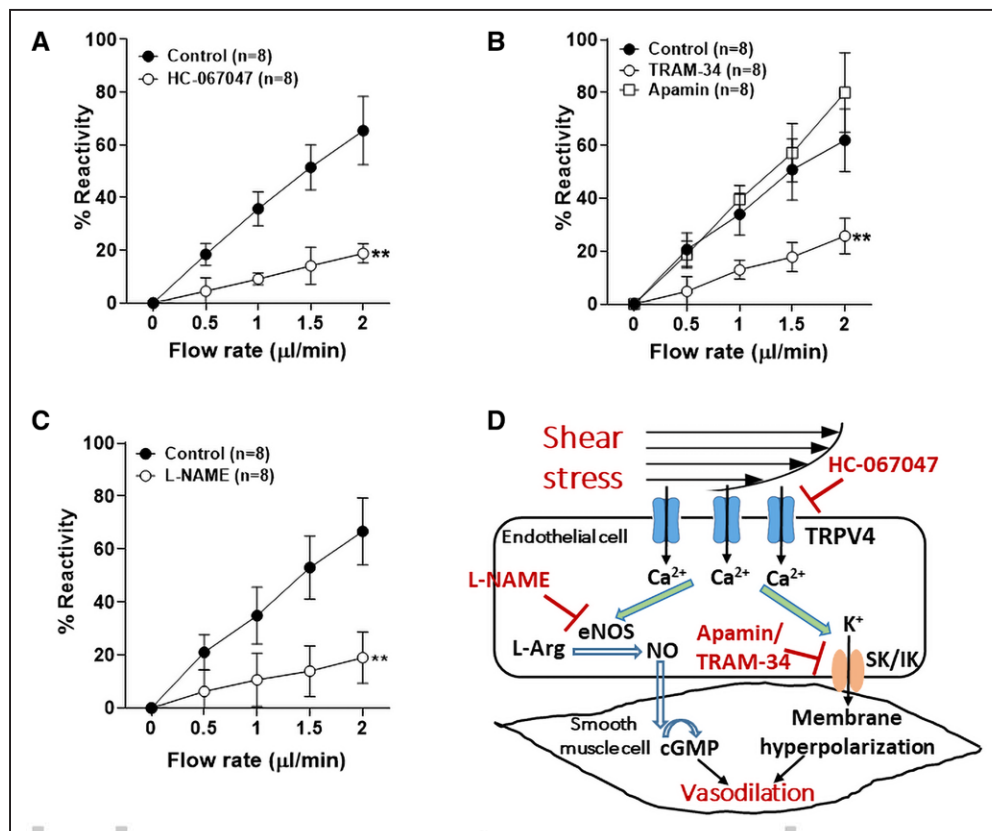 A
100
80
60
40
20
0
% Reactivity
Control (n=8)
HC-067047 (n=8)
**
0 0.5 1 1.5 2
Flow rate (μl/min)
B
100
80
60
40
20
0
% Reactivity
Control (n=8)
TRAM-34 (n=8)
Apamin (n=8)
**
0 0.5 1 1.5 2
Flow rate (μl/min)
C
100
80
60
40
20
0
% Reactivity
Control (n=8)
L-NAME (n=8)
**
0 0.5 1 1.5 2
Flow rate (μl/min)
D
Shear
stress
HC-067047
Endothelial cell
TRPV4
L-NAME
Ca2+ Ca2+ Ca2+
eNOS
L-Arg
NO
Apamin/
TRAM-34
K+
SK/IK
Smooth
muscle cell
cGMP
Membrane
hyperpolarization
Vasodilation